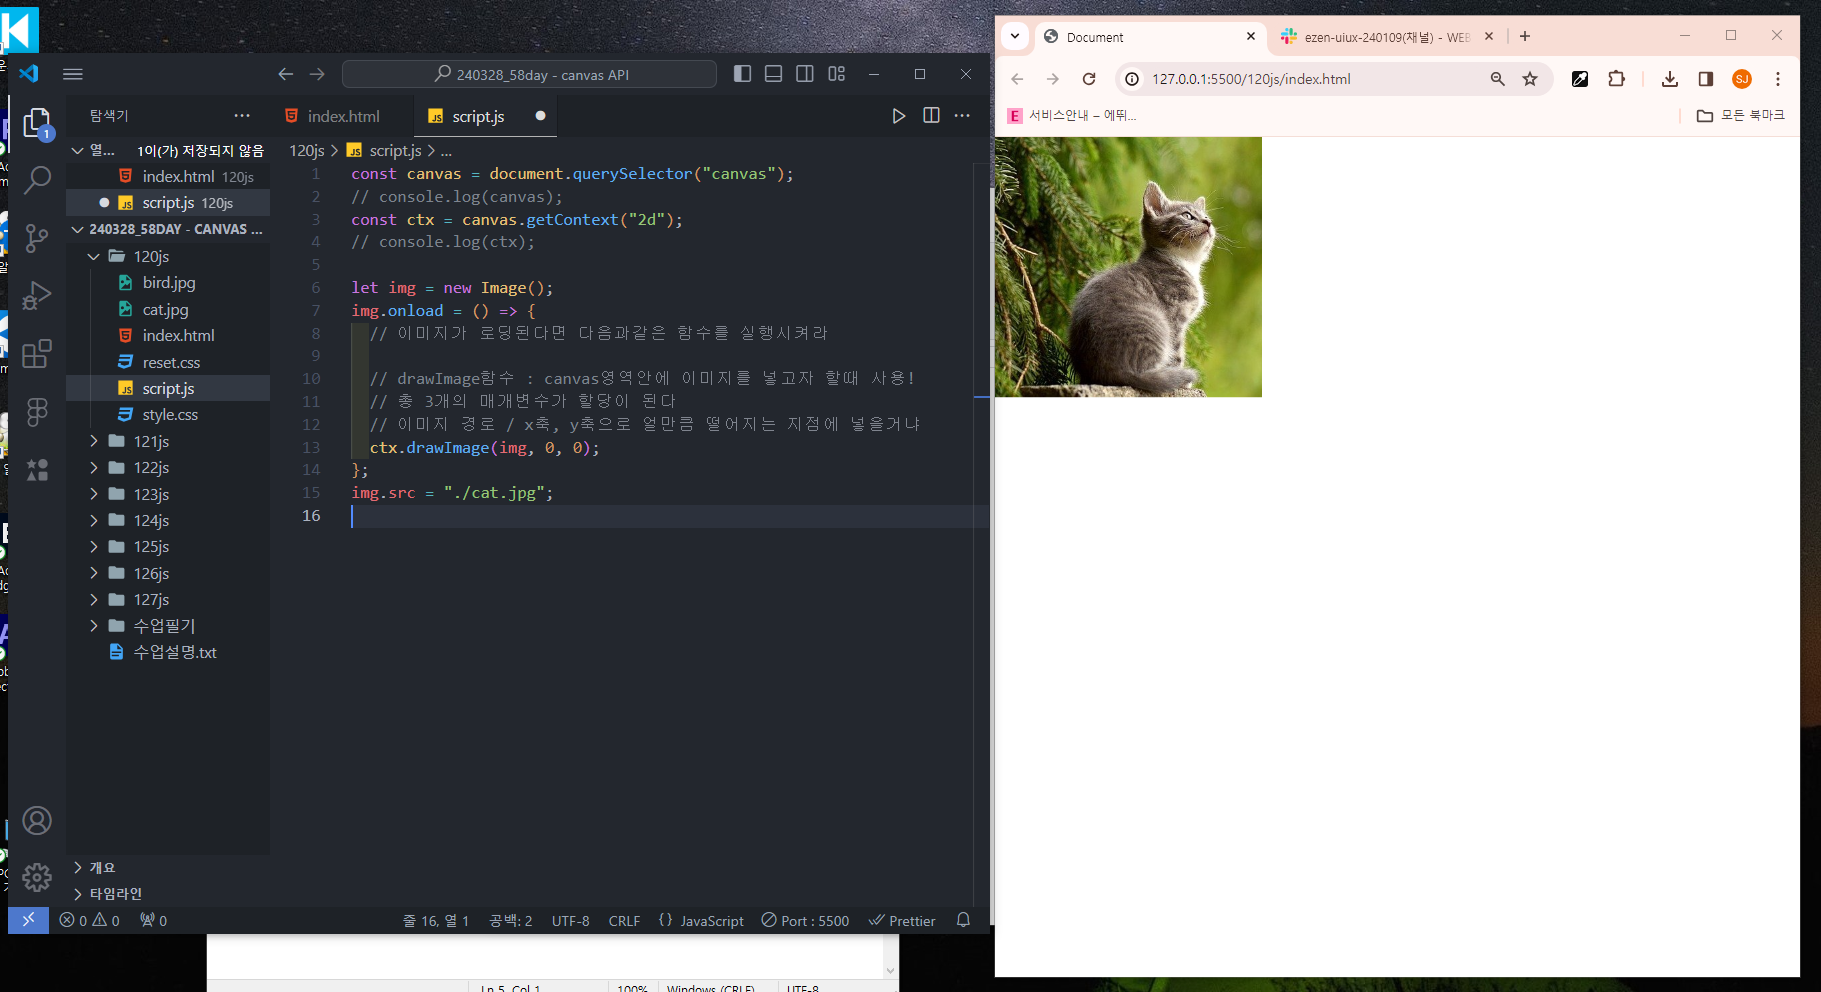 240328_58day - canvas API
탐색기
index.html
script.js
열...
1이(가) 저장되지 않음
index.html 120js
script.js 120js
240328_58DAY - CANVAS ...
120js
bird.jpg
cat.jpg
index.html
reset.css
script.js
style.css
121js
122js
123js
124js
125js
126js
127js
수업필기
수업설명.txt
개요
타임라인
120js > script.js > ...
1 const canvas = document.querySelector("canvas");
2 // console.log(canvas);
3 const ctx = canvas.getContext("2d");
4 // console.log(ctx);
5
6 let img = new Image();
7 img.onload = () => {
8 // 이미지가 로딩된다면 다음과같은 함수를 실행시켜라
9
10 // drawImage함수 : canvas영역안에 이미지를 넣고자 할때 사용!
11 // 총 3개의 매개변수가 할당이 된다
12 // 이미지 경로 / x축, y축으로 얼만큼 떨어지는 지점에 넣을거냐
13 ctx.drawImage(img, 0, 0);
14 };
15 img.src = "./cat.jpg";
16
0 0 0
줄 16, 열 1
공백: 2
UTF-8
CRLF
{} JavaScript
Port : 5500
Prettier
Document
ezen-uiux-240109(채널) - WEB
127.0.0.1:5500/120js/index.html
SJ
E 서비스안내 – 에뛰...
모든 북마크
Ln 5, Col 1
100%
Windows (CRLF)
UTF-8